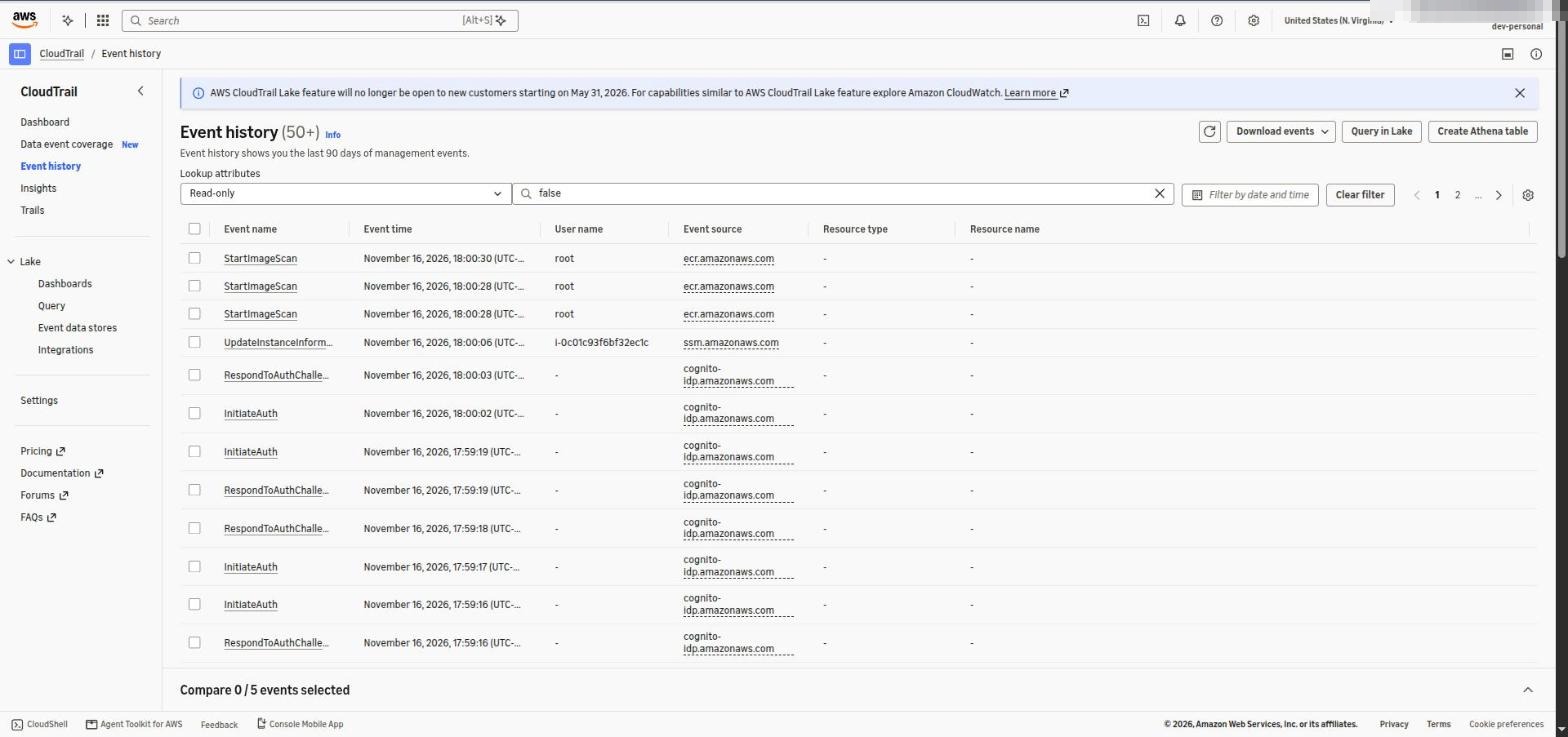 aws
Search [Alt+S]
United States (N. Virginia)
dev-personal
CloudTrail / Event history
CloudTrail
Dashboard
Data event coverage New
Event history
Insights
Trails
Lake
Dashboards
Query
Event data stores
Integrations
Settings
Pricing
Documentation
Forums
FAQs
AWS CloudTrail Lake feature will no longer be open to new customers starting on May 31, 2026. For capabilities similar to AWS CloudTrail Lake feature explore Amazon CloudWatch. Learn more
Event history (50+) Info
Download events Query in Lake Create Athena table
Event history shows you the last 90 days of management events.
Lookup attributes
Read-only false Filter by date and time Clear filter 1 2 ...
Event name Event time User name Event source Resource type Resource name
StartImageScan November 16, 2026, 18:00:30 (UTC-... root ecr.amazonaws.com - -
StartImageScan November 16, 2026, 18:00:28 (UTC-... root ecr.amazonaws.com - -
StartImageScan November 16, 2026, 18:00:28 (UTC-... root ecr.amazonaws.com - -
UpdateInstanceInform... November 16, 2026, 18:00:06 (UTC-... i-0c01c93f6bf32ec1c ssm.amazonaws.com - -
RespondToAuthChalle... November 16, 2026, 18:00:03 (UTC-... - cognito-
idp.amazonaws.com - -
InitiateAuth November 16, 2026, 18:00:02 (UTC-... - cognito-
idp.amazonaws.com - -
InitiateAuth November 16, 2026, 17:59:19 (UTC-... - cognito-
idp.amazonaws.com - -
RespondToAuthChalle... November 16, 2026, 17:59:19 (UTC-... - cognito-
idp.amazonaws.com - -
RespondToAuthChalle... November 16, 2026, 17:59:18 (UTC-... - cognito-
idp.amazonaws.com - -
InitiateAuth November 16, 2026, 17:59:17 (UTC-... - cognito-
idp.amazonaws.com - -
InitiateAuth November 16, 2026, 17:59:16 (UTC-... - cognito-
idp.amazonaws.com - -
RespondToAuthChalle... November 16, 2026, 17:59:16 (UTC-... - cognito-
idp.amazonaws.com - -
Compare 0 / 5 events selected
CloudShell Agent Toolkit for AWS Feedback Console Mobile App © 2026, Amazon Web Services, Inc. or its affiliates. Privacy Terms Cookie preferences